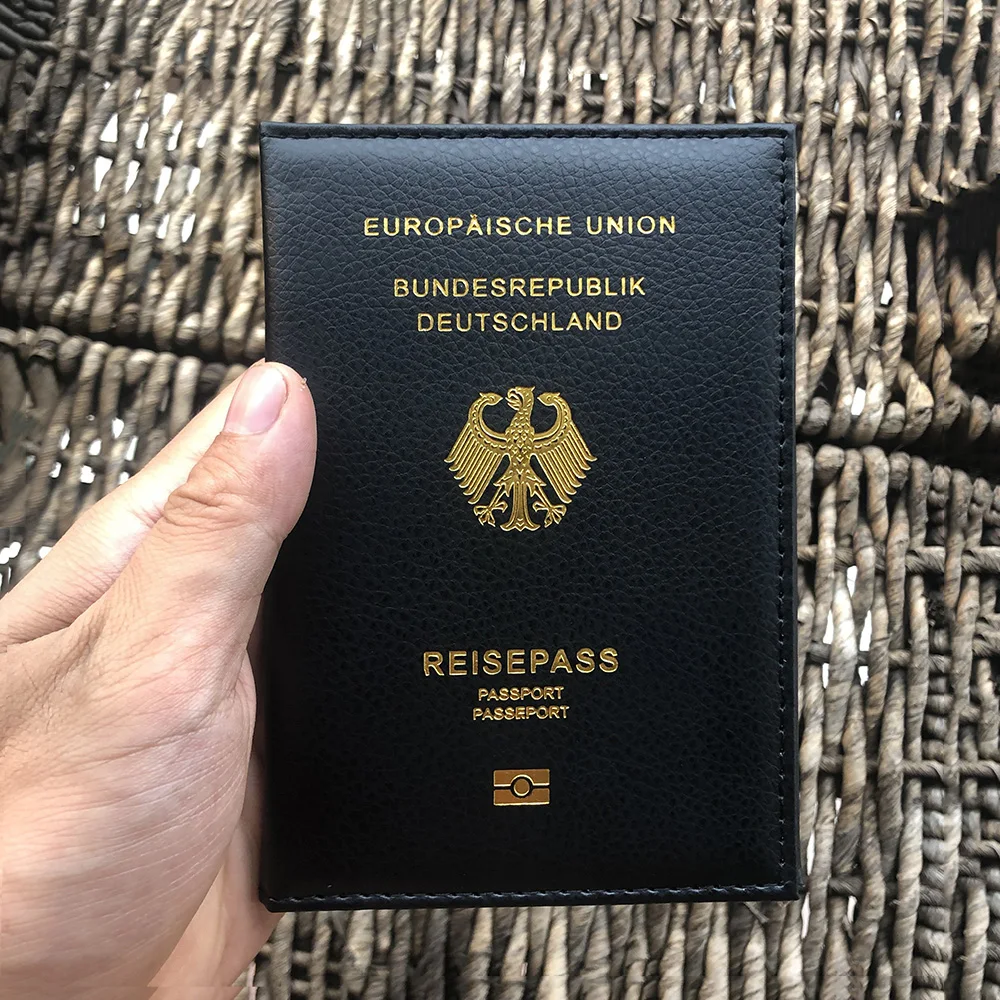 EUROPÄISCHE UNION
BUNDESREPUBLIK
DEUTSCHLAND
REISEPASS
PASSPORT
PASSEPORT